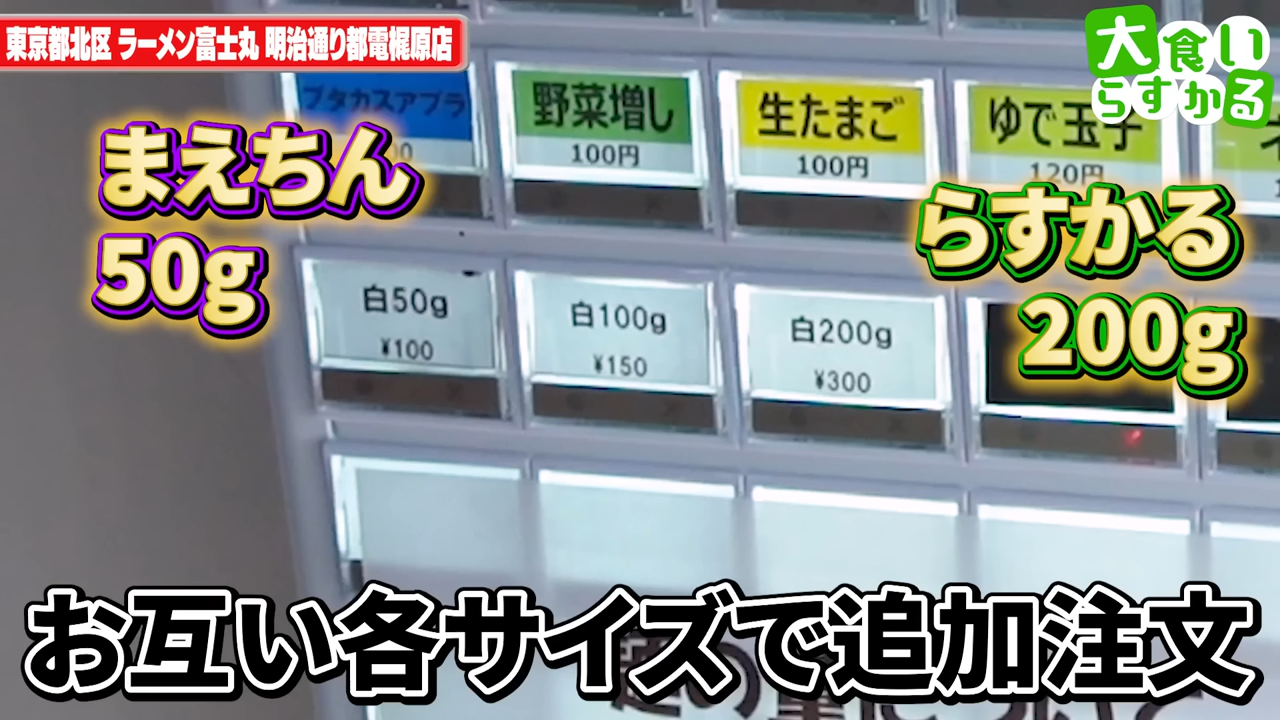 東京都北区 ラーメン富士丸 明治通り都電梶原店
大食い
らすかる
まえちん
50g
らすかる
200g
ブタカスアブラ
野菜増し
100円
生たまご
100円
ゆで玉子
120円
白50g
¥100
白100g
¥150
白200g
¥300
お互い各サイズで追加注文